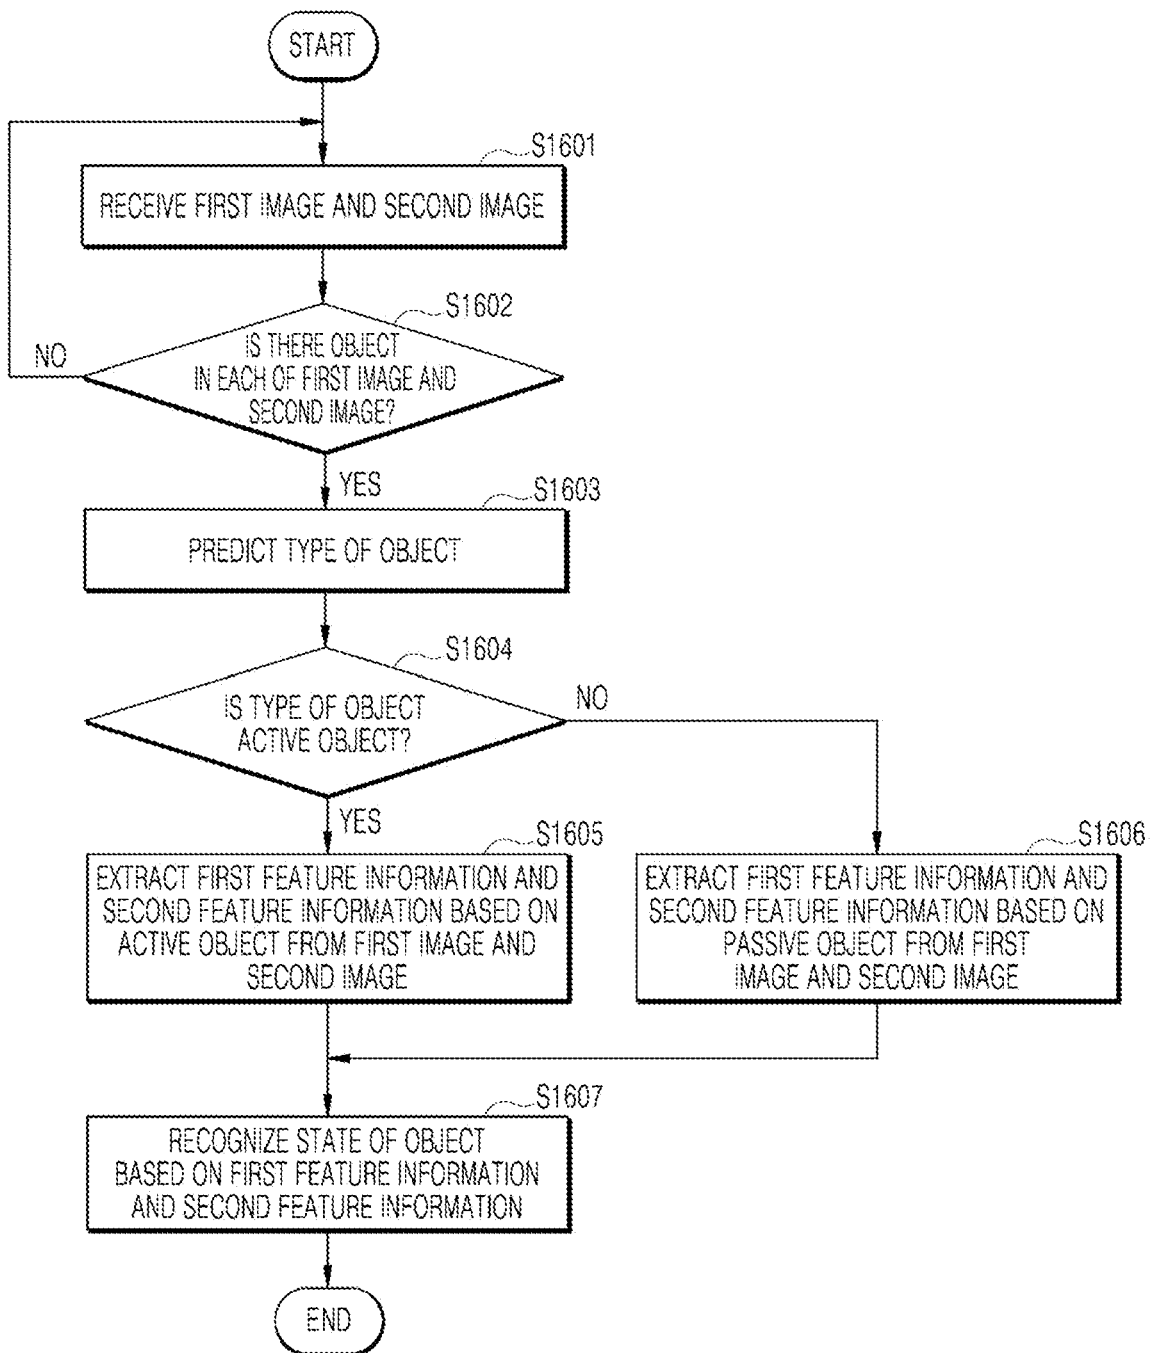 START
S1601
RECEIVE FIRST IMAGE AND SECOND IMAGE
S1602
IS THERE OBJECT
IN EACH OF FIRST IMAGE AND
SECOND IMAGE?
NO
YES
S1603
PREDICT TYPE OF OBJECT
S1604
IS TYPE OF OBJECT
ACTIVE OBJECT?
NO
YES
S1605
EXTRACT FIRST FEATURE INFORMATION AND
SECOND FEATURE INFORMATION BASED ON
ACTIVE OBJECT FROM FIRST IMAGE AND
SECOND IMAGE
S1606
EXTRACT FIRST FEATURE INFORMATION AND
SECOND FEATURE INFORMATION BASED ON
PASSIVE OBJECT FROM FIRST
IMAGE AND SECOND IMAGE
S1607
RECOGNIZE STATE OF OBJECT
BASED ON FIRST FEATURE INFORMATION
AND SECOND FEATURE INFORMATION
END